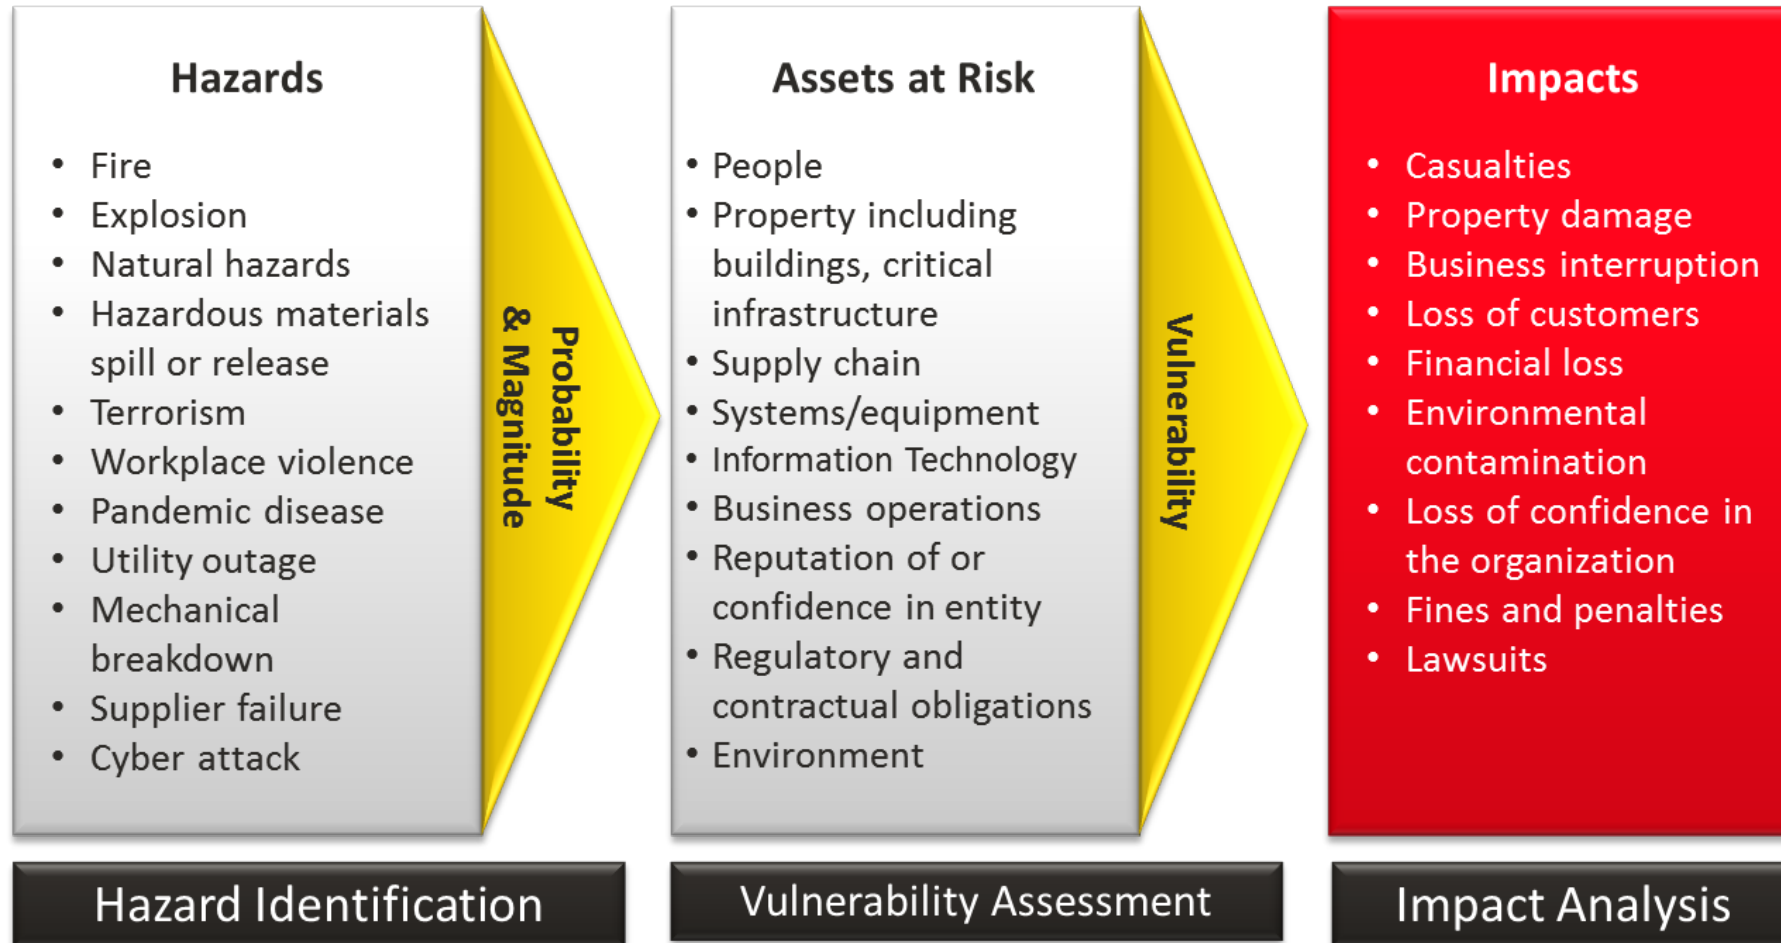 Hazards
• Fire
• Explosion
• Natural hazards
• Hazardous materials
spill or release
• Terrorism
• Workplace violence
• Pandemic disease
• Utility outage
• Mechanical
breakdown
• Supplier failure
• Cyber attack
Probability
& Magnitude
Hazard Identification
Assets at Risk
• People
• Property including
buildings, critical
infrastructure
• Supply chain
• Systems/equipment
• Information Technology
• Business operations
• Reputation of or
confidence in entity
• Regulatory and
contractual obligations
• Environment
Vulnerability
Vulnerability Assessment
Impacts
• Casualties
• Property damage
• Business interruption
• Loss of customers
• Financial loss
• Environmental
contamination
• Loss of confidence in
the organization
• Fines and penalties
• Lawsuits
Impact Analysis